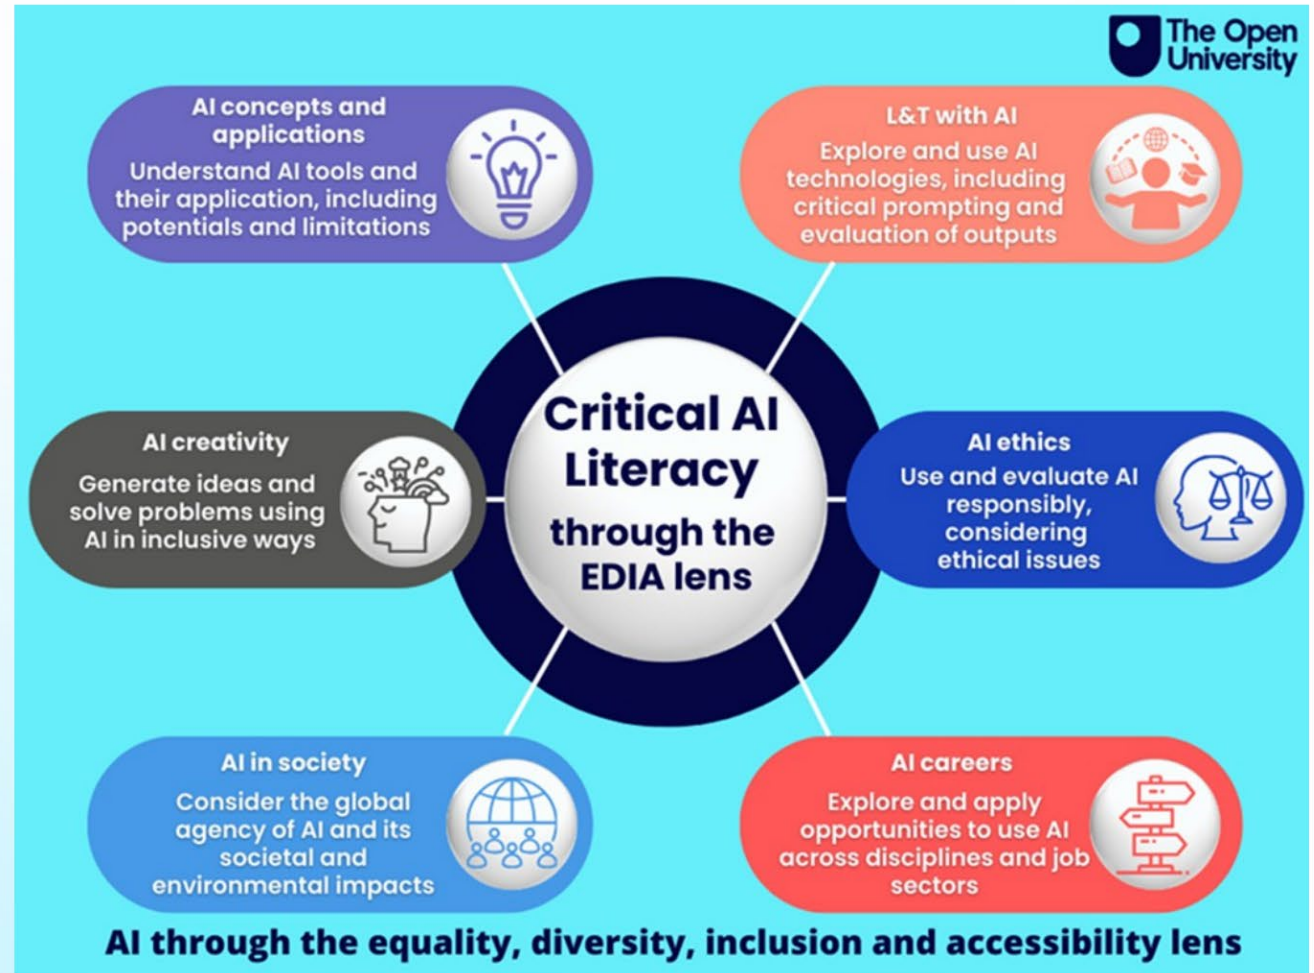 The Open
University
AI concepts and
applications
Understand AI tools and
their application, including
potentials and limitations
L&T with AI
Explore and use AI
technologies, including
critical prompting and
evaluation of outputs
AI creativity
Generate ideas and
solve problems using
AI in inclusive ways
Critical AI
Literacy
through the
EDIA lens
AI ethics
Use and evaluate AI
responsibly,
considering
ethical issues
AI in society
Consider the global
agency of AI and its
societal and
environmental impacts
AI careers
Explore and apply
opportunities to use AI
across disciplines and job
sectors
AI through the equality, diversity, inclusion and accessibility lens